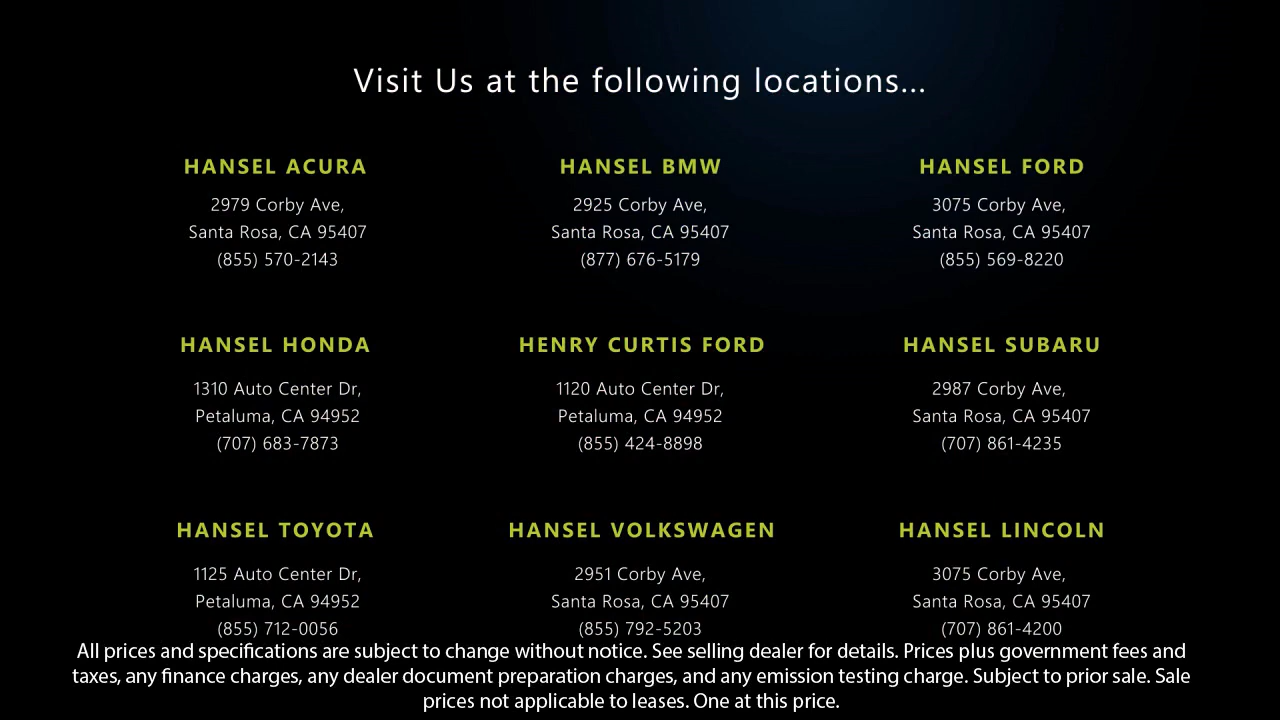 Visit Us at the following locations...
HANSEL ACURA
2979 Corby Ave,
Santa Rosa, CA 95407
(855) 570-2143
HANSEL BMW
2925 Corby Ave,
Santa Rosa, CA 95407
(877) 676-5179
HANSEL FORD
3075 Corby Ave,
Santa Rosa, CA 95407
(855) 569-8220
HANSEL HONDA
1310 Auto Center Dr,
Petaluma, CA 94952
(707) 683-7873
HENRY CURTIS FORD
1120 Auto Center Dr,
Petaluma, CA 94952
(855) 424-8898
HANSEL SUBARU
2987 Corby Ave,
Santa Rosa, CA 95407
(707) 861-4235
HANSEL TOYOTA
1125 Auto Center Dr,
Petaluma, CA 94952
(855) 712-0056
HANSEL VOLKSWAGEN
2951 Corby Ave,
Santa Rosa, CA 95407
(855) 792-5203
HANSEL LINCOLN
3075 Corby Ave,
Santa Rosa, CA 95407
(707) 861-4200
All prices and specifications are subject to change without notice. See selling dealer for details. Prices plus government fees and
taxes, any finance charges, any dealer document preparation charges, and any emission testing charge. Subject to prior sale. Sale
prices not applicable to leases. One at this price.